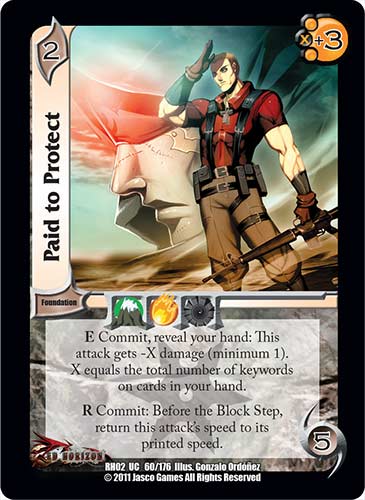 2
X +3
Paid to Protect
Foundation
E Commit, reveal your hand: This
attack gets -X damage (minimum 1).
X equals the total number of keywords
on cards in your hand.
R Commit: Before the Block Step,
return this attack's speed to its
printed speed.
5
RED HORIZON
RH02 UC 60/176 Illus. Gonzalo Ordóñez
© 2011 Jasco Games All Rights Reserved